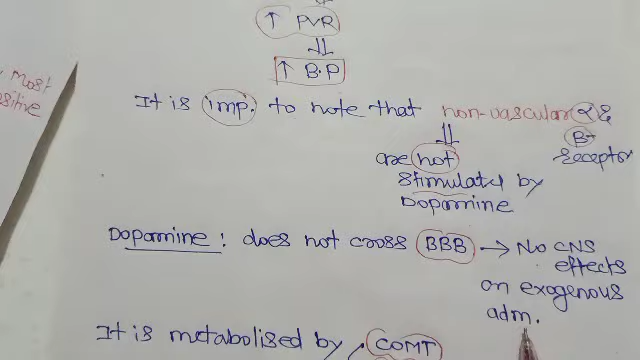 ↑ PVR
⇓
↑ B.P
most
sitive
It is imp. to note that non-vascular α &
⇓ β-
are not receptor
stimulated by
Dopamine
Dopamine : does not cross BBB → No CNS
effects
on exogenous
adm.
It is metabolised by COMT